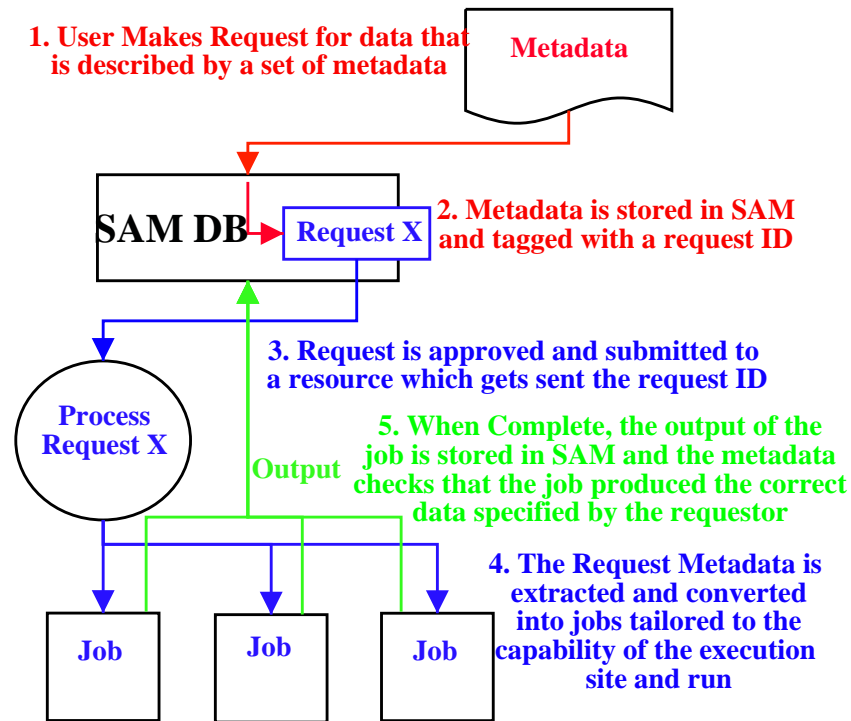 1. User Makes Request for data that
is described by a set of metadata
Metadata
SAM DB
Request X
2. Metadata is stored in SAM
and tagged with a request ID
3. Request is approved and submitted to
a resource which gets sent the request ID
Process
Request X
5. When Complete, the output of the
job is stored in SAM and the metadata
checks that the job produced the correct
data specified by the requestor
Output
4. The Request Metadata is
extracted and converted
into jobs tailored to the
capability of the execution
site and run
Job
Job
Job